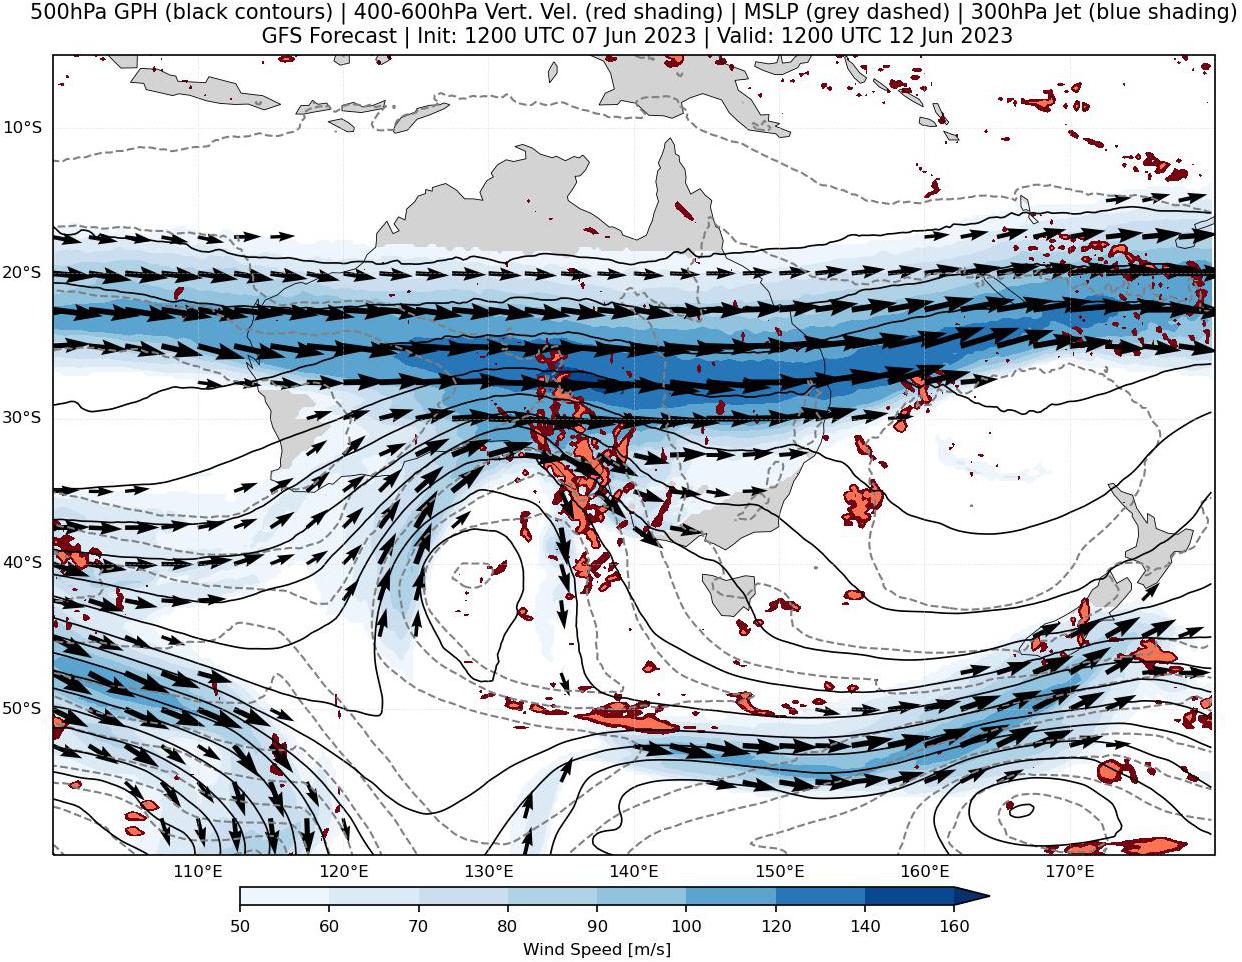 500hPa GPH (black contours) | 400-600hPa Vert. Vel. (red shading) | MSLP (grey dashed) | 300hPa Jet (blue shading)
GFS Forecast | Init: 1200 UTC 07 Jun 2023 | Valid: 1200 UTC 12 Jun 2023
10°S
20°S
30°S
40°S
50°S
110°E 120°E 130°E 140°E 150°E 160°E 170°E
50 60 70 80 90 100 120 140 160
Wind Speed [m/s]